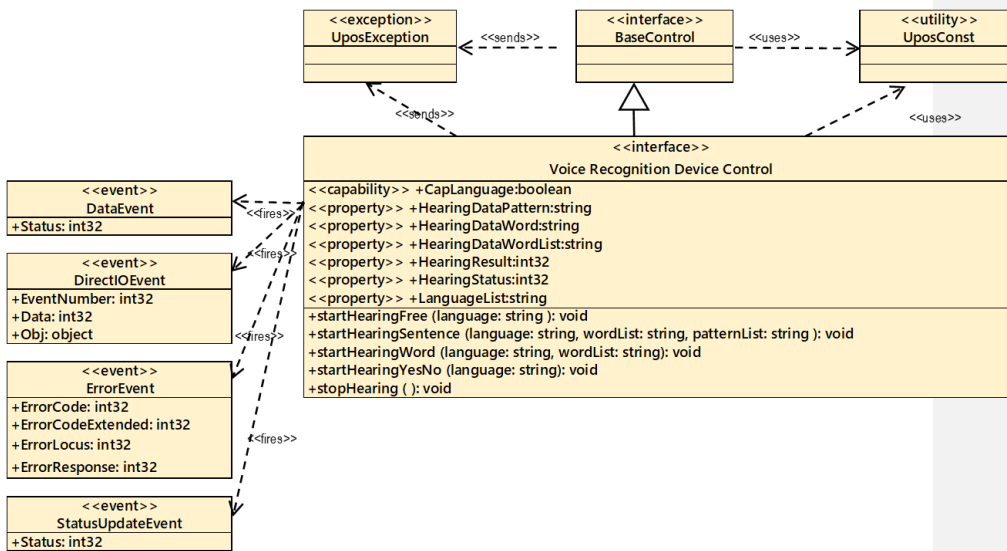 <<exception>>
UposException
<<sends>>
<<interface>>
BaseControl
<<uses>>
<<utility>>
UposConst
<<sends>>
<<uses>>
<<interface>>
Voice Recognition Device Control
<<capability>> +CapLanguage:boolean
<<property>> +HearingDataPattern:string
<<property>> +HearingDataWord:string
<<property>> +HearingDataWordList:string
<<property>> +HearingResult:int32
<<property>> +HearingStatus:int32
<<property>> +LanguageList:string
+startHearingFree (language: string ): void
+startHearingSentence (language: string, wordList: string, patternList: string ): void
+startHearingWord (language: string, wordList: string): void
+startHearingYesNo (language: string): void
+stopHearing ( ): void
<<event>>
DataEvent
+Status: int32
<<fires>>
<<event>>
DirectIOEvent
+EventNumber: int32
+Data: int32
+Obj: object
<<fires>>
<<event>>
ErrorEvent
+ErrorCode: int32
+ErrorCodeExtended: int32
+ErrorLocus: int32
+ErrorResponse: int32
<<fires>>
<<event>>
StatusUpdateEvent
+Status: int32
<<fires>>